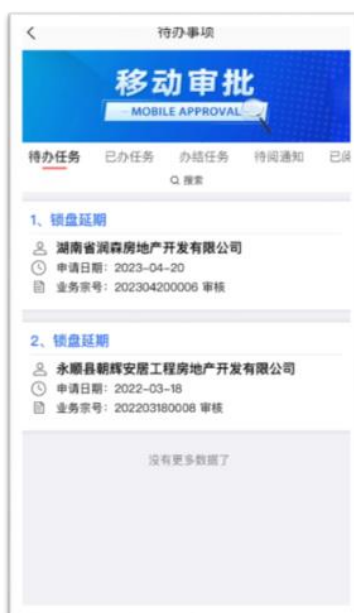 待办事项
移动审批
MOBILE APPROVAL
待办任务 已办任务 办结任务 待阅通知 已阅
搜索
1、锁盘延期
湖南省润森房地产开发有限公司
申请日期：2023-04-20
业务宗号：202304200006 审核
2、锁盘延期
永顺县朝辉安居工程房地产开发有限公司
申请日期：2022-03-18
业务宗号：202203180008 审核
没有更多数据了